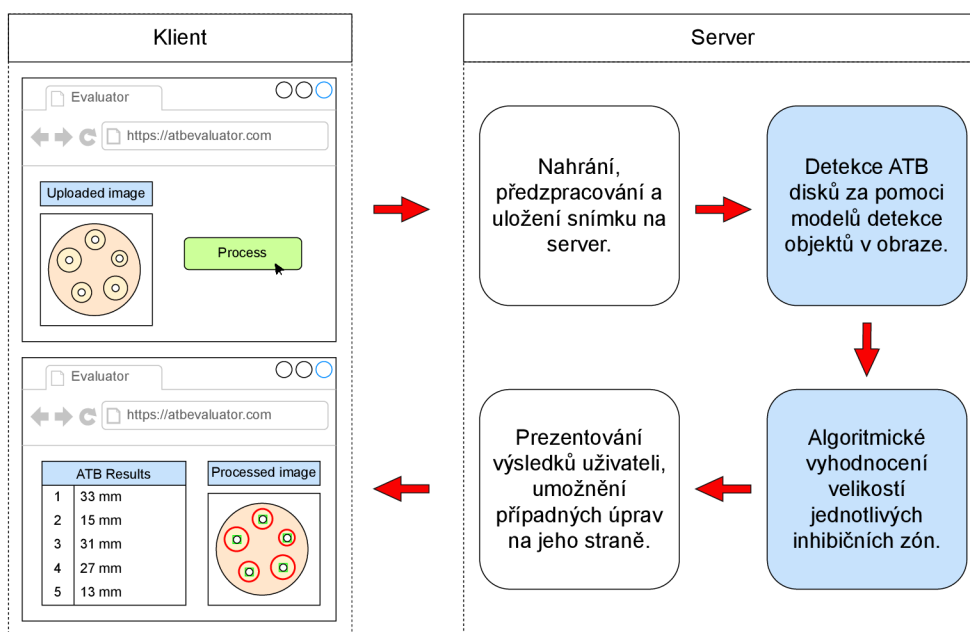 Klient
Evaluator
https://atbevaluator.com
Uploaded image
Process
Evaluator
https://atbevaluator.com
ATB Results
1 33 mm
2 15 mm
3 31 mm
4 27 mm
5 13 mm
Processed image
Server
Nahrání,
předzpracování a
uložení snímku na
server.
Detekce ATB
disků za pomoci
modelů detekce
objektů v obraze.
Algoritmické
vyhodnocení
velikostí
jednotlivých
inhibičních zón.
Prezentování
výsledků uživateli,
umožnění
případných úprav
na jeho straně.